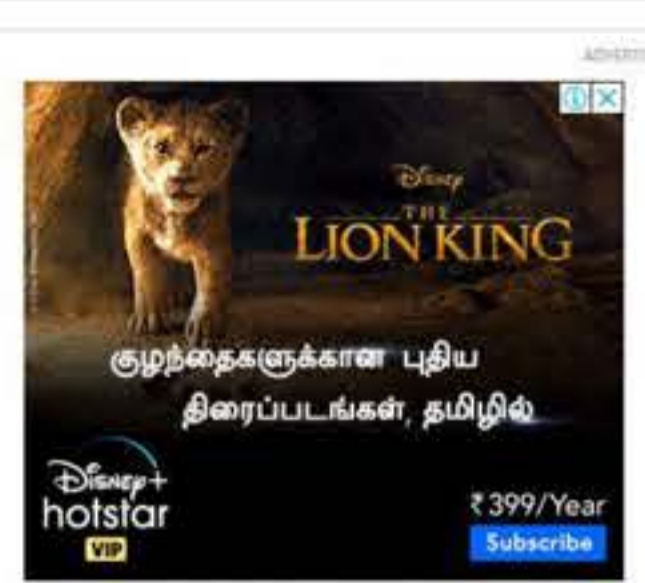 Disney
THE
LION KING
குழந்தைகளுக்கான புதிய
திரைப்படங்கள், தமிழில்
Disney+
hotstar
VIP
₹399/Year
Subscribe